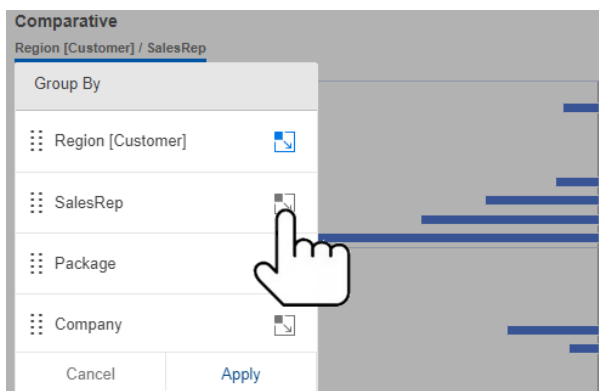 Comparative
Region [Customer] / SalesRep
Group By
Region [Customer]
SalesRep
Package
Company
Cancel Apply